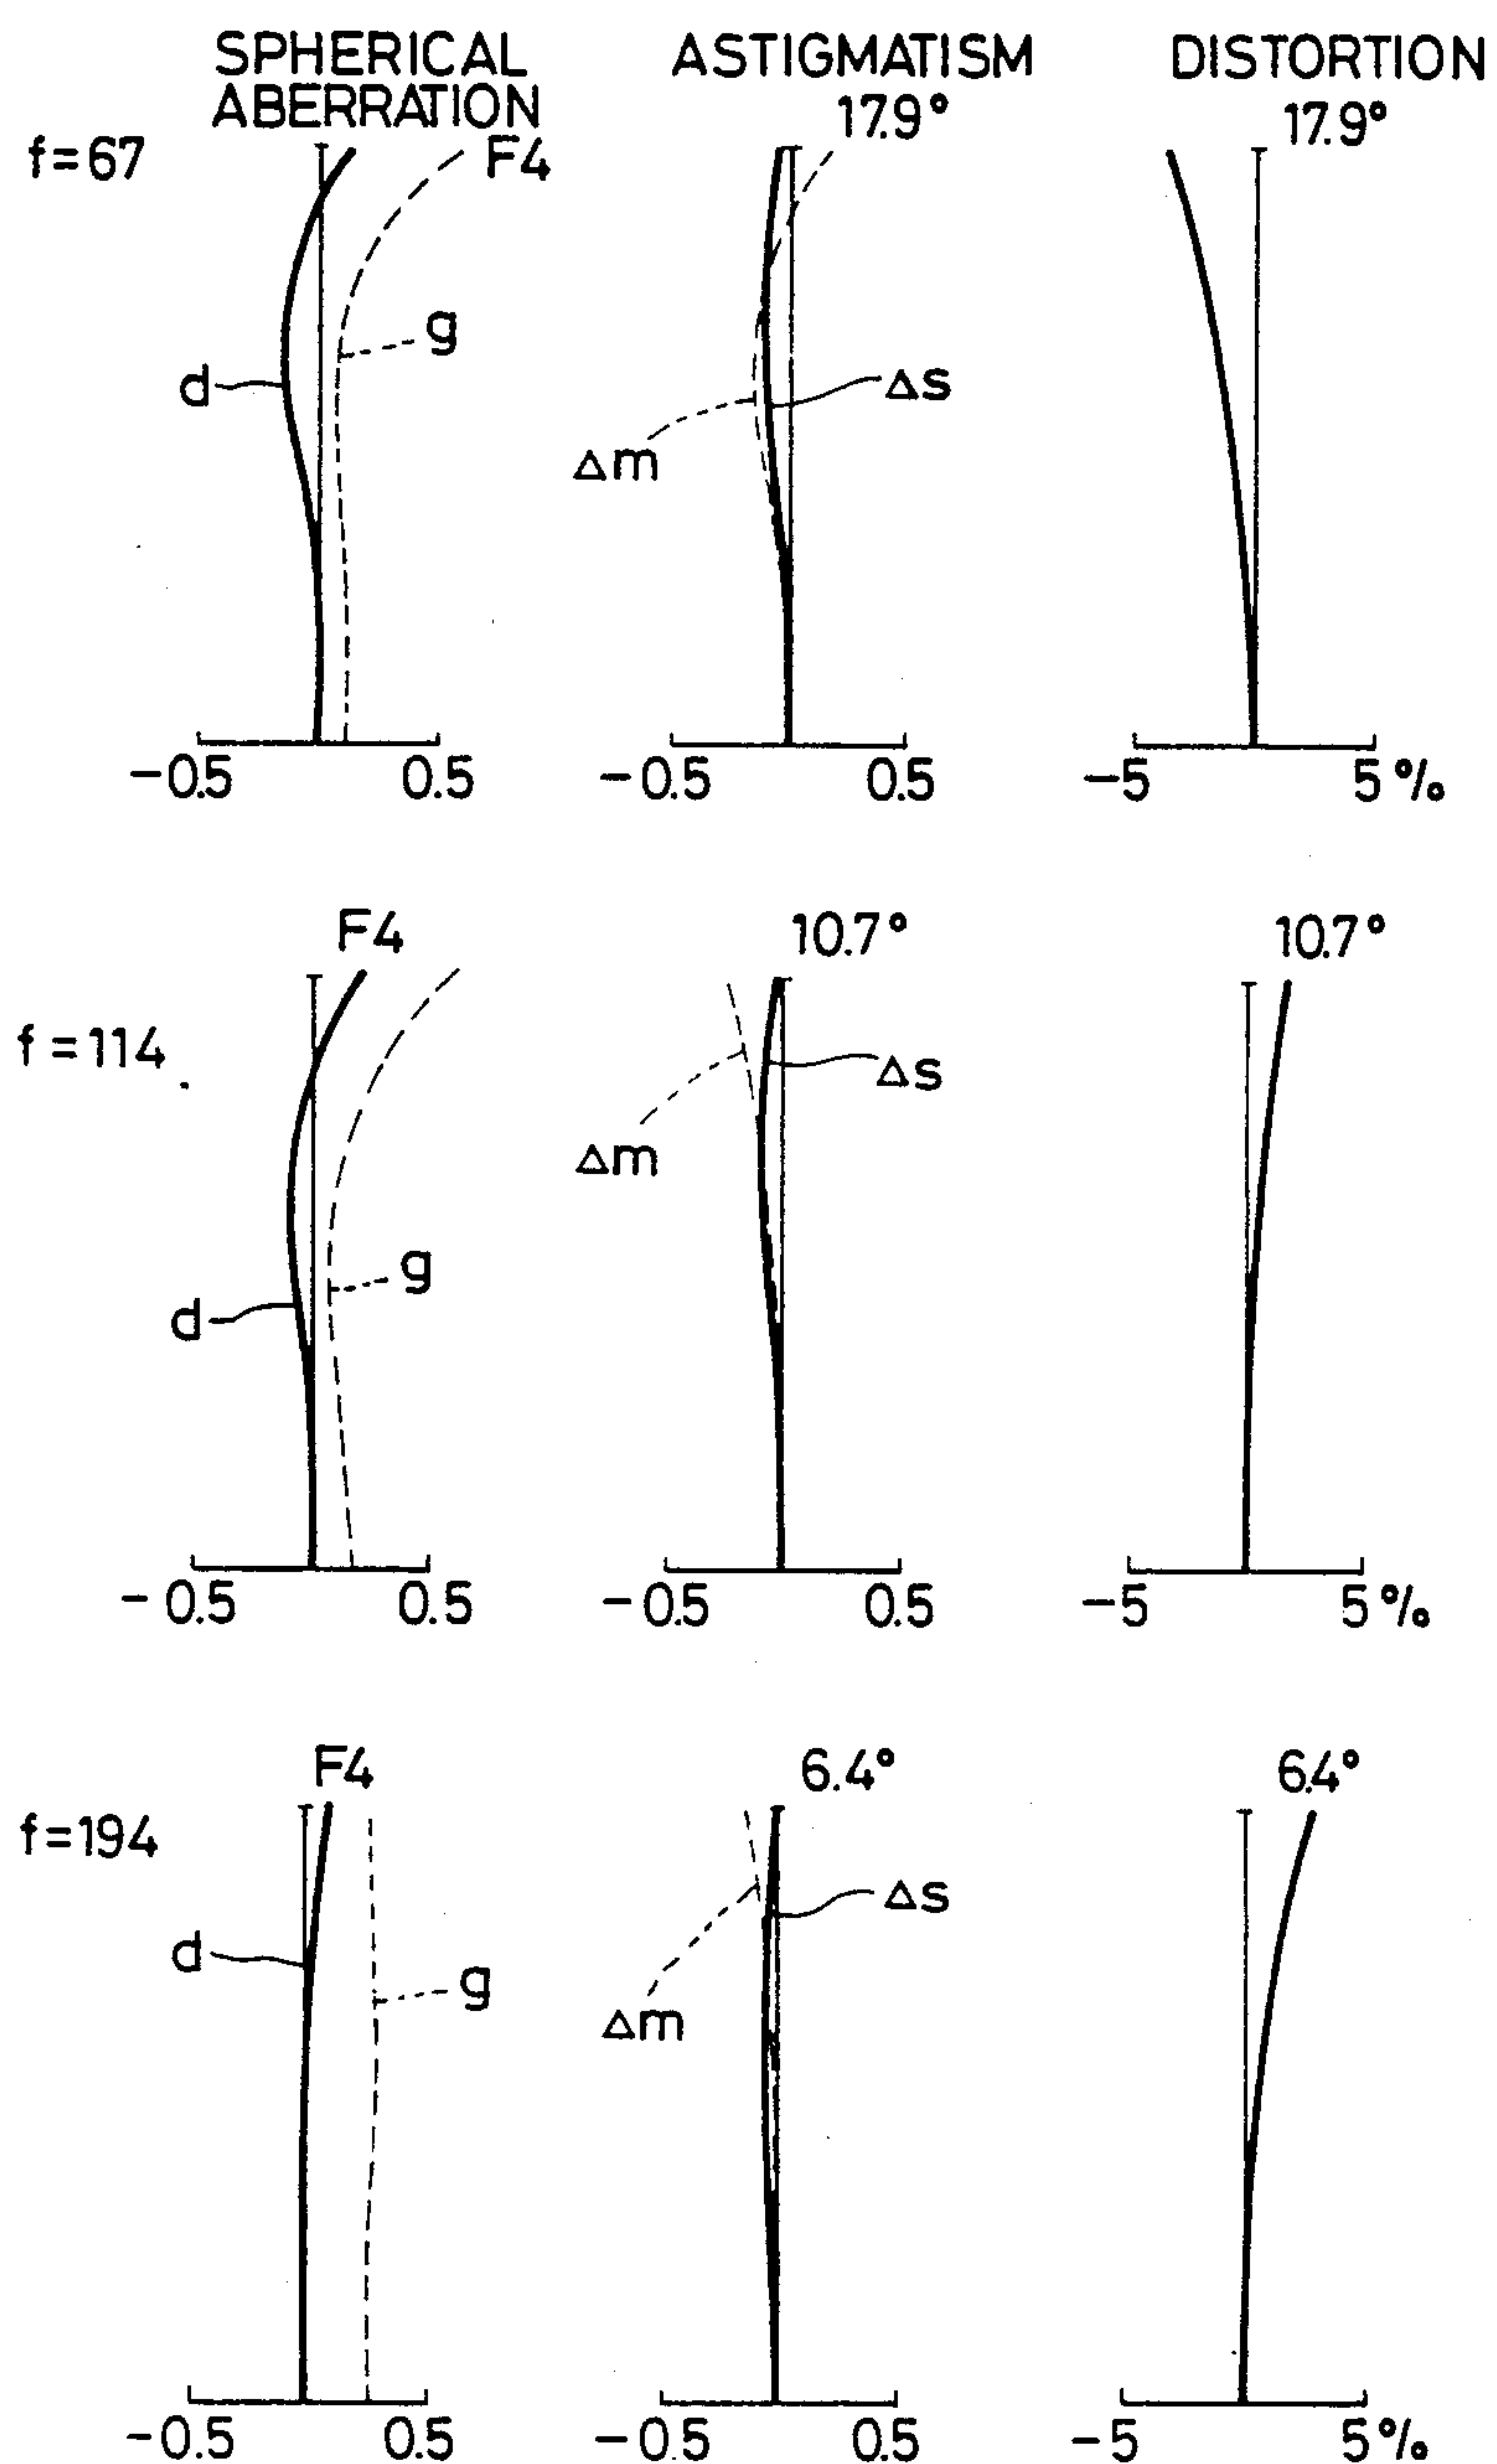 SPHERICAL
ABERRATION
ASTIGMATISM
17.9°
DISTORTION
17.9°
f=67
F4
g
d
Δs
Δm
-0.5
0.5
-0.5
0.5
-5
5%
F4
10.7°
10.7°
f=114
Δs
Δm
g
d
-0.5
0.5
-0.5
0.5
-5
5%
F4
6.4°
6.4°
f=194
Δs
d
g
Δm
-0.5
0.5
-0.5
0.5
-5
5%